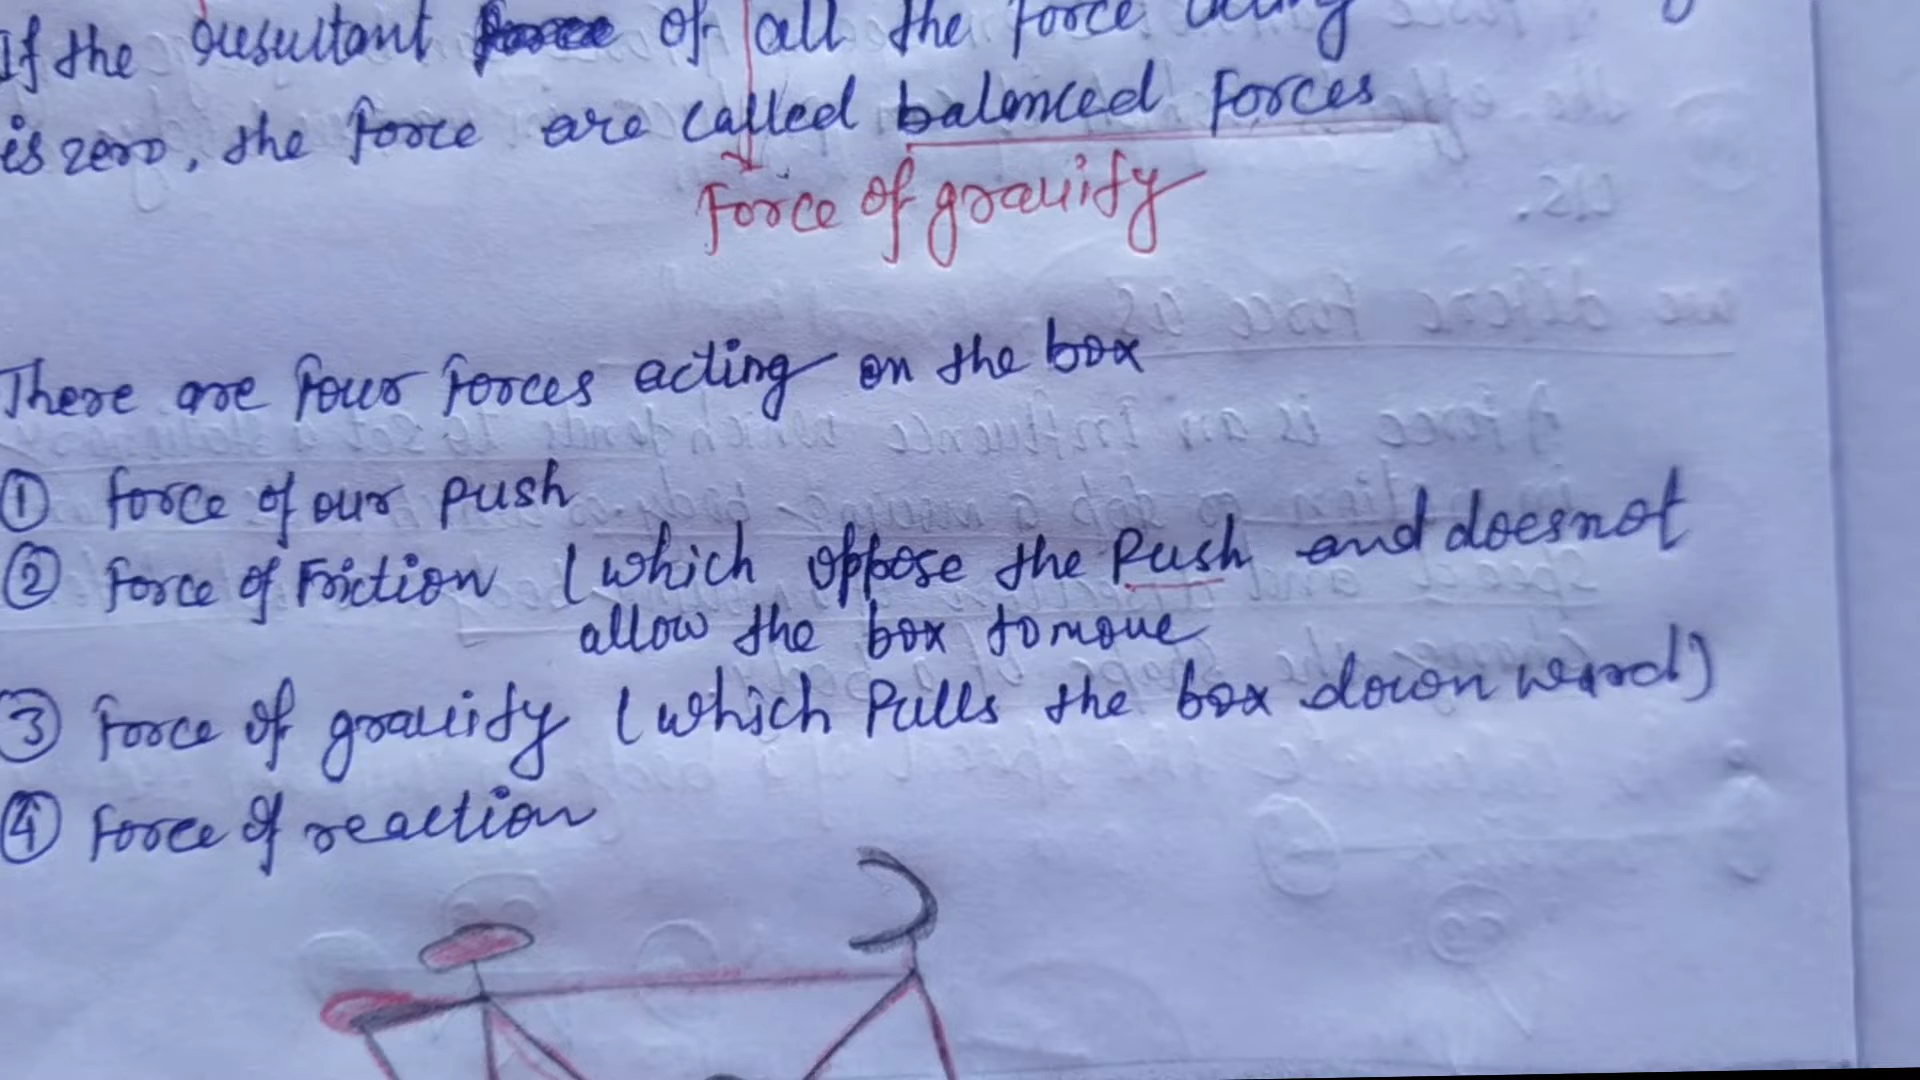 If the resultant of all the force acting
is zero, the force are called balanced forces
Force of gravity
There are four forces acting on the box
① force of our push
② force of Friction (which oppose the Push and doesnot
allow the box to move
③ force of gravity (which Pulls the box down ward)
④ force of reaction